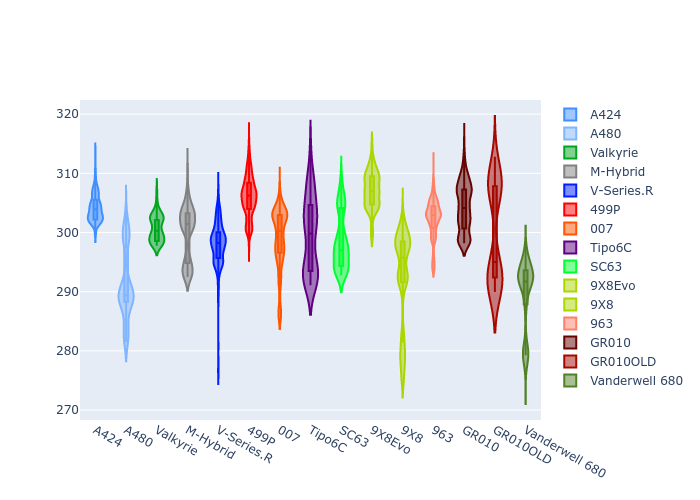 320
310
300
290
280
270
A424
A480
Valkyrie
M-Hybrid
V-Series.R
499P
007
Tipo6C
SC63
9X8Evo
9X8
963
GR010
GR010OLD
Vanderwell 680
A424
A480
Valkyrie
M-Hybrid
V-Series.R
499P
007
Tipo6C
SC63
9X8Evo
9X8
963
GR010
GR010OLD
Vanderwell 680